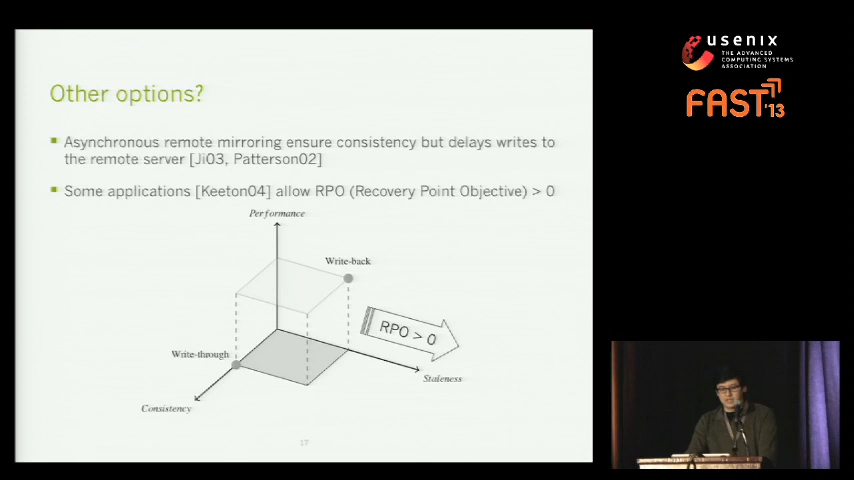 usenix
THE ADVANCED
COMPUTING SYSTEMS
ASSOCIATION
FAST'13
Other options?
Asynchronous remote mirroring ensure consistency but delays writes to
the remote server [Ji03, Patterson02]
Some applications [Keeton04] allow RPO (Recovery Point Objective) > 0
Performance
Write-back
RPO > 0
Write-through
Staleness
Consistency
17